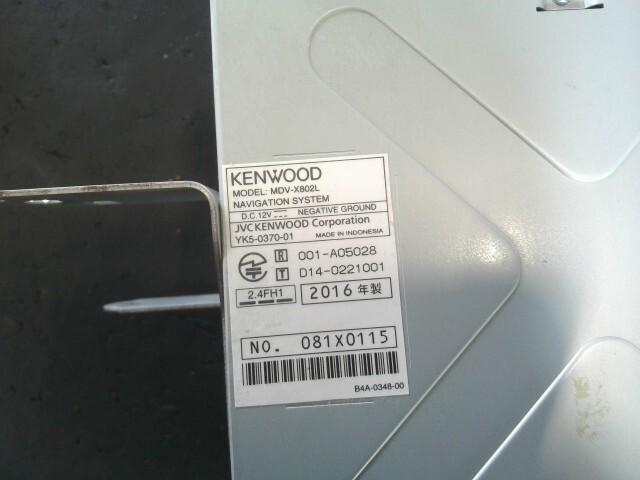 KENWOOD
MODEL: MDV-X802L
NAVIGATION SYSTEM
D.C.12V NEGATIVE GROUND
JVCKENWOOD Corporation
YK5-0370-01 MADE IN INDONESIA
R 001-A05028
T D14-0221001
2.4FH1 2016年製
NO. 081X0115
B4A-0348-00